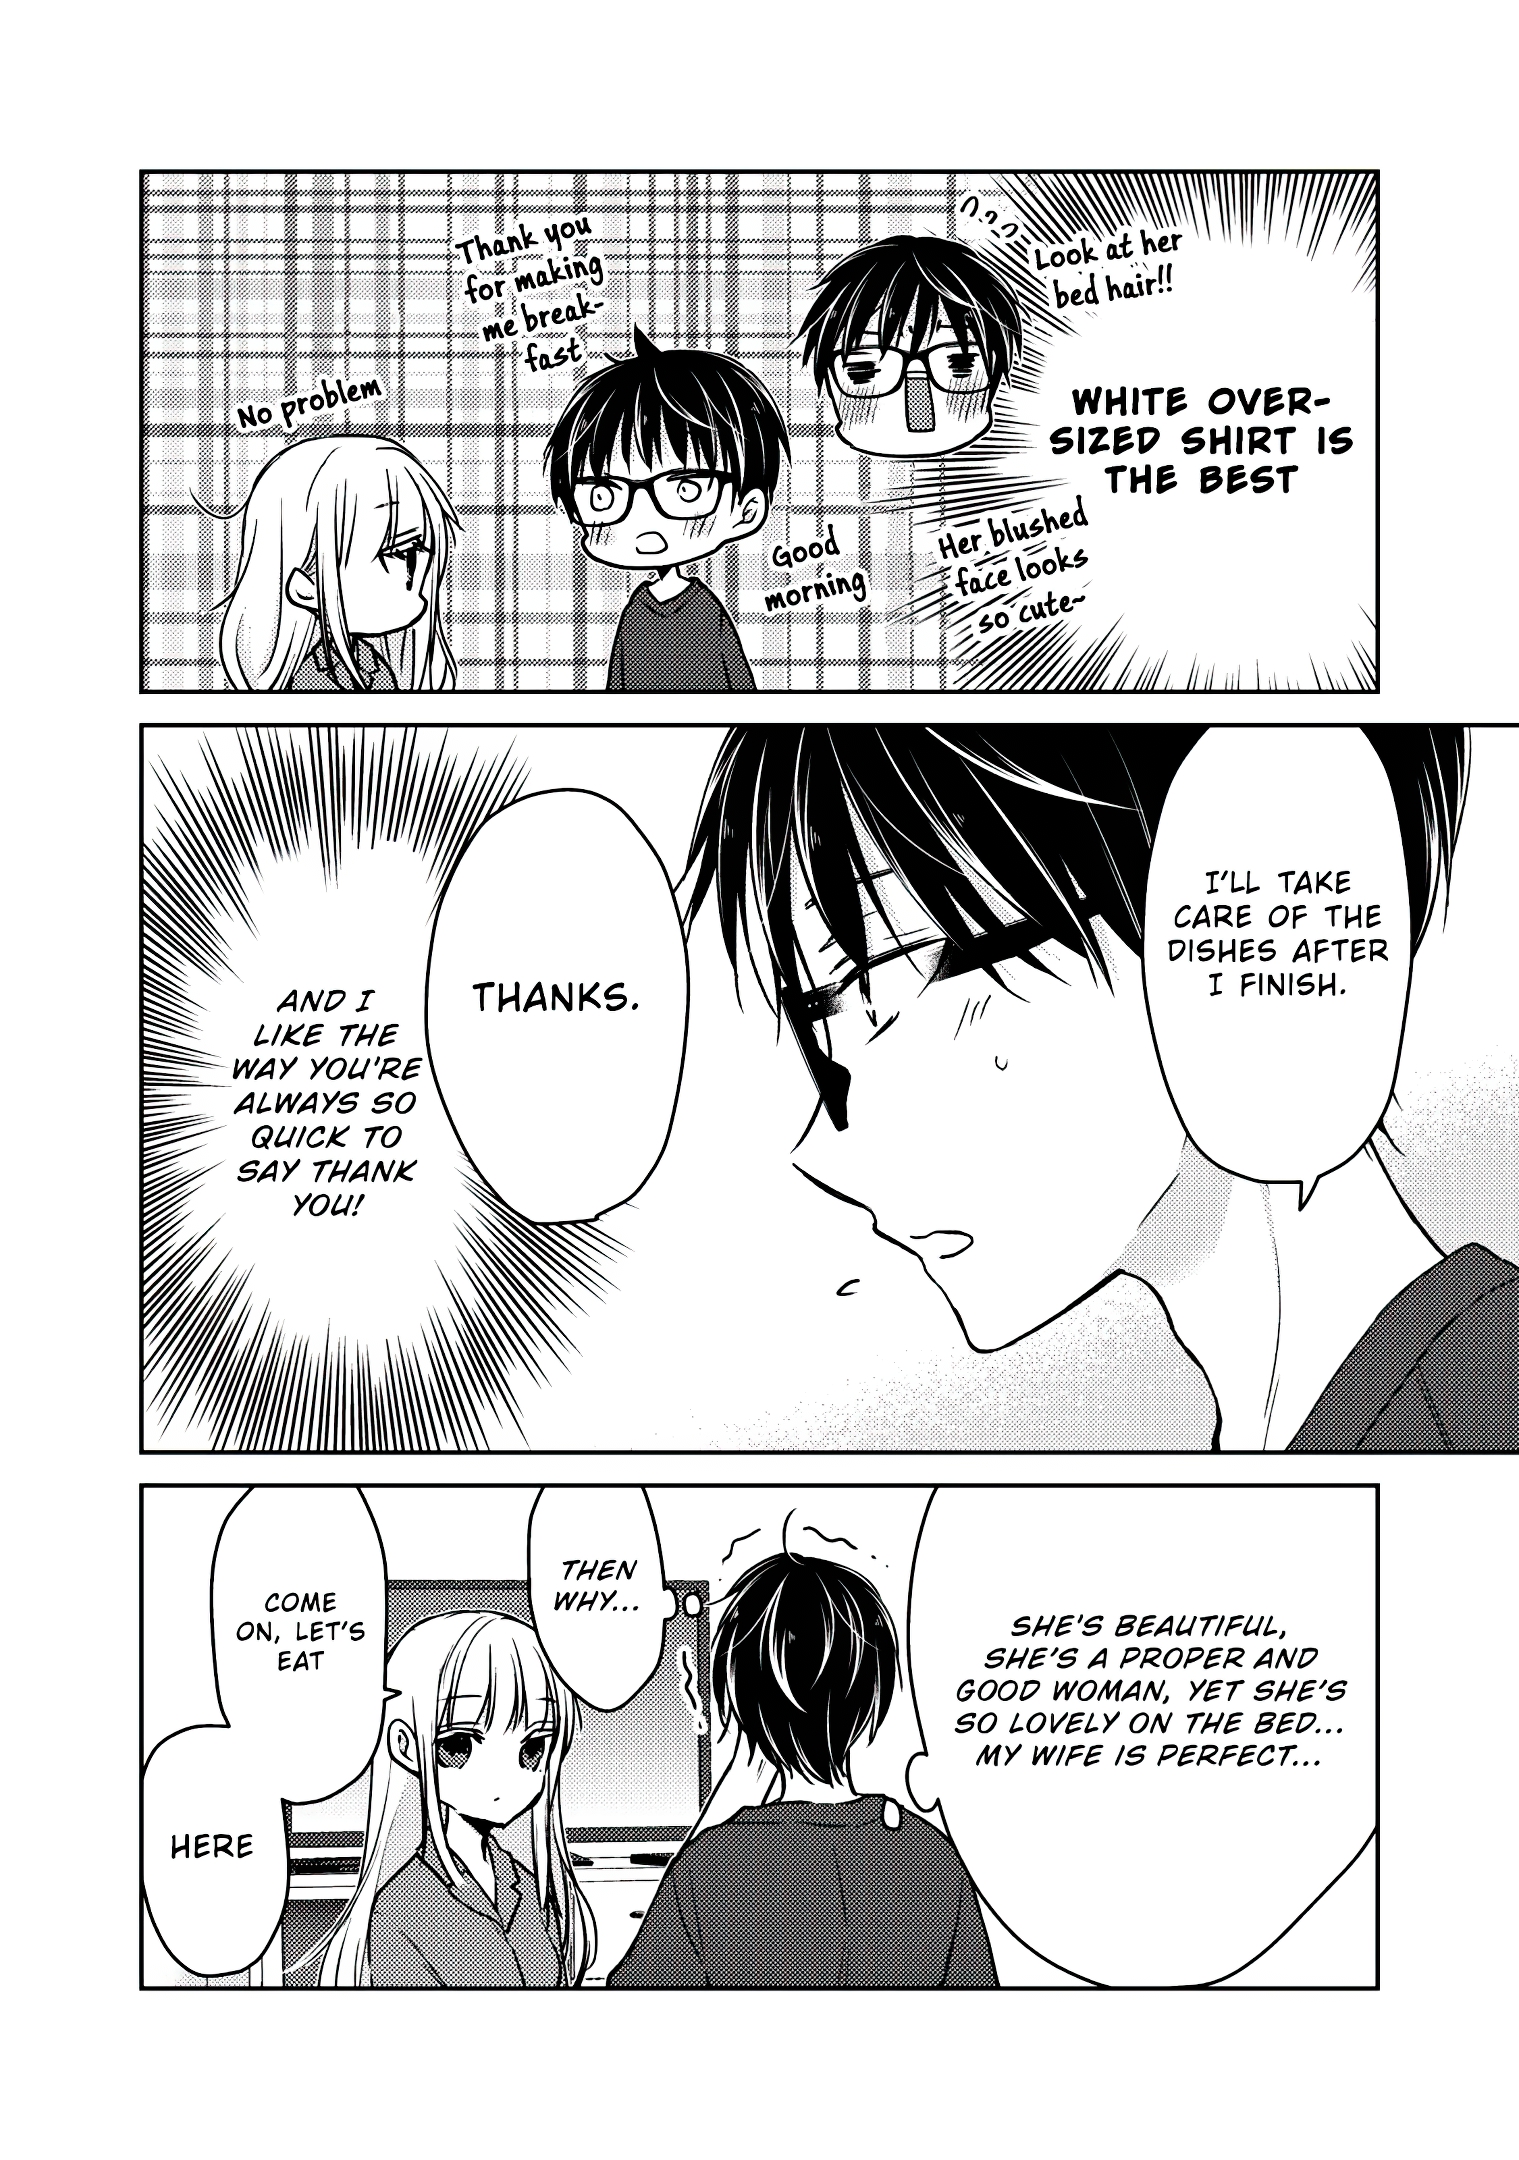 Look at her
bed hair!!
WHITE OVER-
SIZED SHIRT IS
THE BEST
Her blushed
face looks
so cute~
Good
morning
Thank you
for making
me break-
fast
No problem
I'LL TAKE
CARE OF THE
DISHES AFTER
I FINISH.
THANKS.
AND I
LIKE THE
WAY YOU'RE
ALWAYS SO
QUICK TO
SAY THANK
YOU!
SHE'S BEAUTIFUL,
SHE'S A PROPER AND
GOOD WOMAN, YET SHE'S
SO LOVELY ON THE BED...
MY WIFE IS PERFECT...
THEN
WHY...
COME
ON, LET'S
EAT
HERE